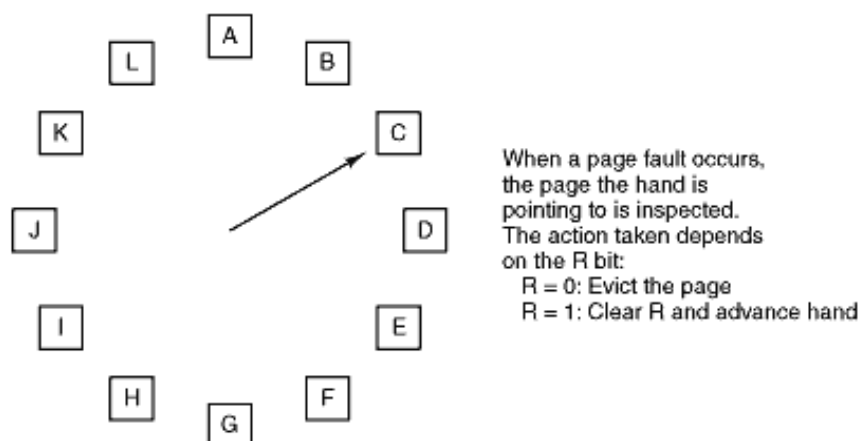 A
L
B
K
C
When a page fault occurs,
the page the hand is
pointing to is inspected.
J
D
The action taken depends
on the R bit:
R = 0: Evict the page
R = 1: Clear R and advance hand
I
E
H
F
G